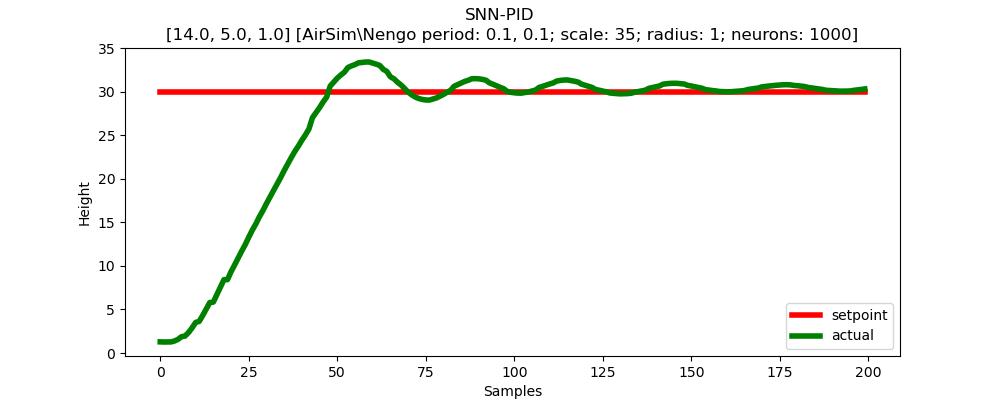 SNN-PID
[14.0, 5.0, 1.0] [AirSim\Nengo period: 0.1, 0.1; scale: 35; radius: 1; neurons: 1000]
35
30
25
20
15
10
5
0
Height
0 25 50 75 100 125 150 175 200
Samples
setpoint
actual